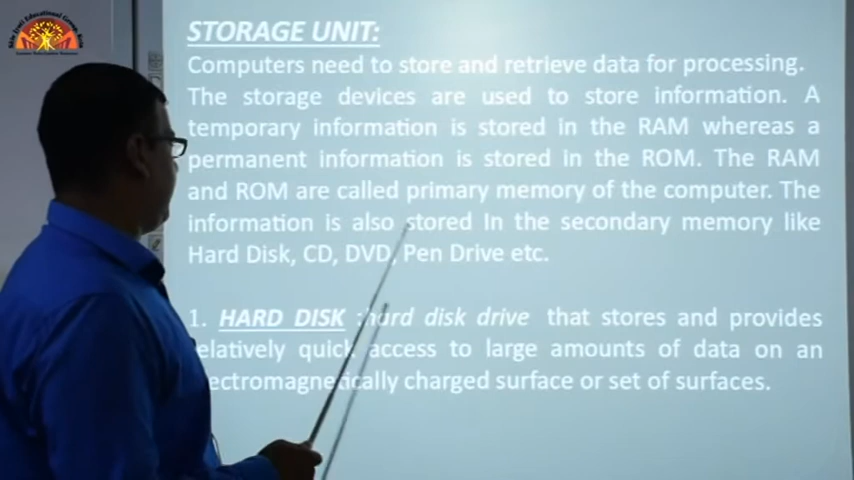 STORAGE UNIT:
Computers need to store and retrieve data for processing.
The storage devices are used to store information. A
temporary information is stored in the RAM whereas a
permanent information is stored in the ROM. The RAM
and ROM are called primary memory of the computer. The
information is also stored In the secondary memory like
Hard Disk, CD, DVD, Pen Drive etc.
1. HARD DISK :hard disk drive that stores and provides
relatively quick access to large amounts of data on an
ectromagnetically charged surface or set of surfaces.